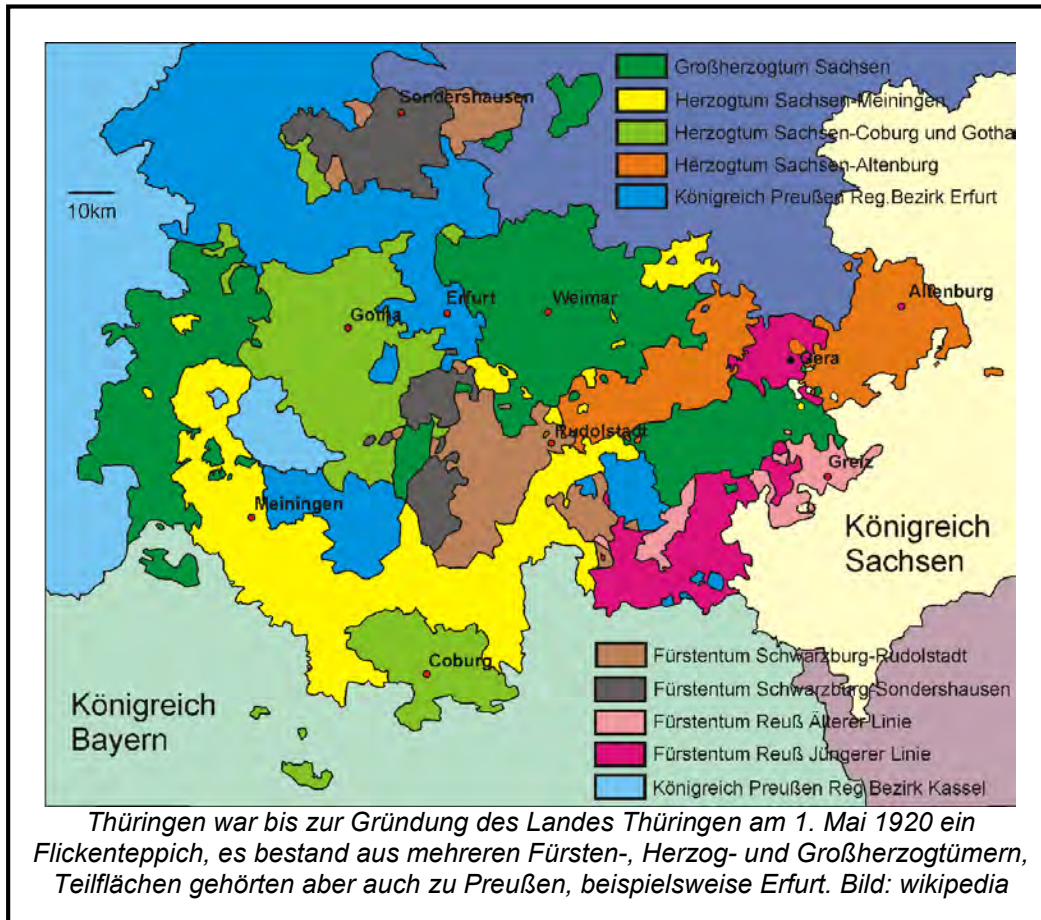 Großherzogtum Sachsen
Herzogtum Sachsen-Meiningen
Herzogtum Sachsen-Coburg und Gotha
Herzogtum Sachsen-Altenburg
Königreich Preußen Reg.Bezirk Erfurt
Sondershausen
10km
Gotha
Erfurt
Weimar
Altenburg
Gera
Rudolstadt
Greiz
Meiningen
Königreich
Sachsen
Coburg
Königreich
Bayern
Fürstentum Schwarzburg-Rudolstadt
Fürstentum Schwarzburg-Sondershausen
Fürstentum Reuß Älterer Linie
Fürstentum Reuß Jüngerer Linie
Königreich Preußen Reg Bezirk Kassel
Thüringen war bis zur Gründung des Landes Thüringen am 1. Mai 1920 ein
Flickenteppich, es bestand aus mehreren Fürsten-, Herzog- und Großherzogtümern,
Teilflächen gehörten aber auch zu Preußen, beispielsweise Erfurt. Bild: wikipedia